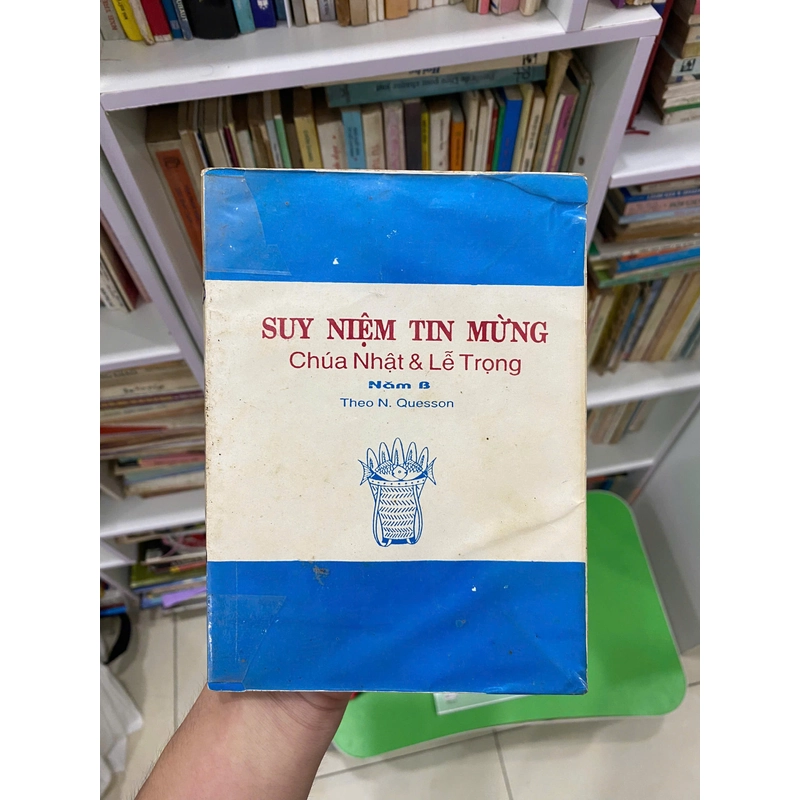 SUY NIỆM TIN MỪNG
Chúa Nhật & Lễ Trọng
Năm B
Theo N. Quesson